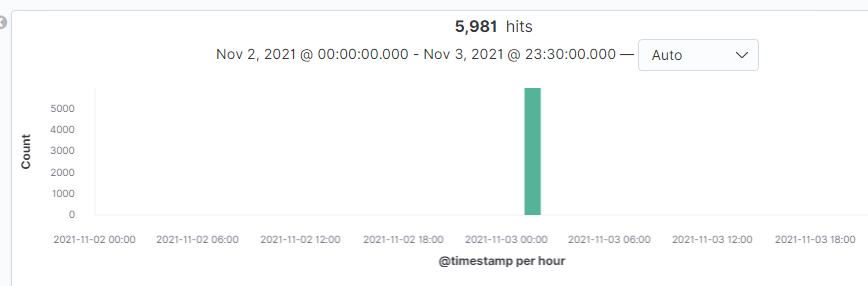 5,981 hits
Nov 2, 2021 @ 00:00:00.000 - Nov 3, 2021 @ 23:30:00.000 — Auto
Count
5000
4000
3000
2000
1000
0
2021-11-02 00:00 2021-11-02 06:00 2021-11-02 12:00 2021-11-02 18:00 2021-11-03 00:00 2021-11-03 06:00 2021-11-03 12:00 2021-11-03 18:00
@timestamp per hour